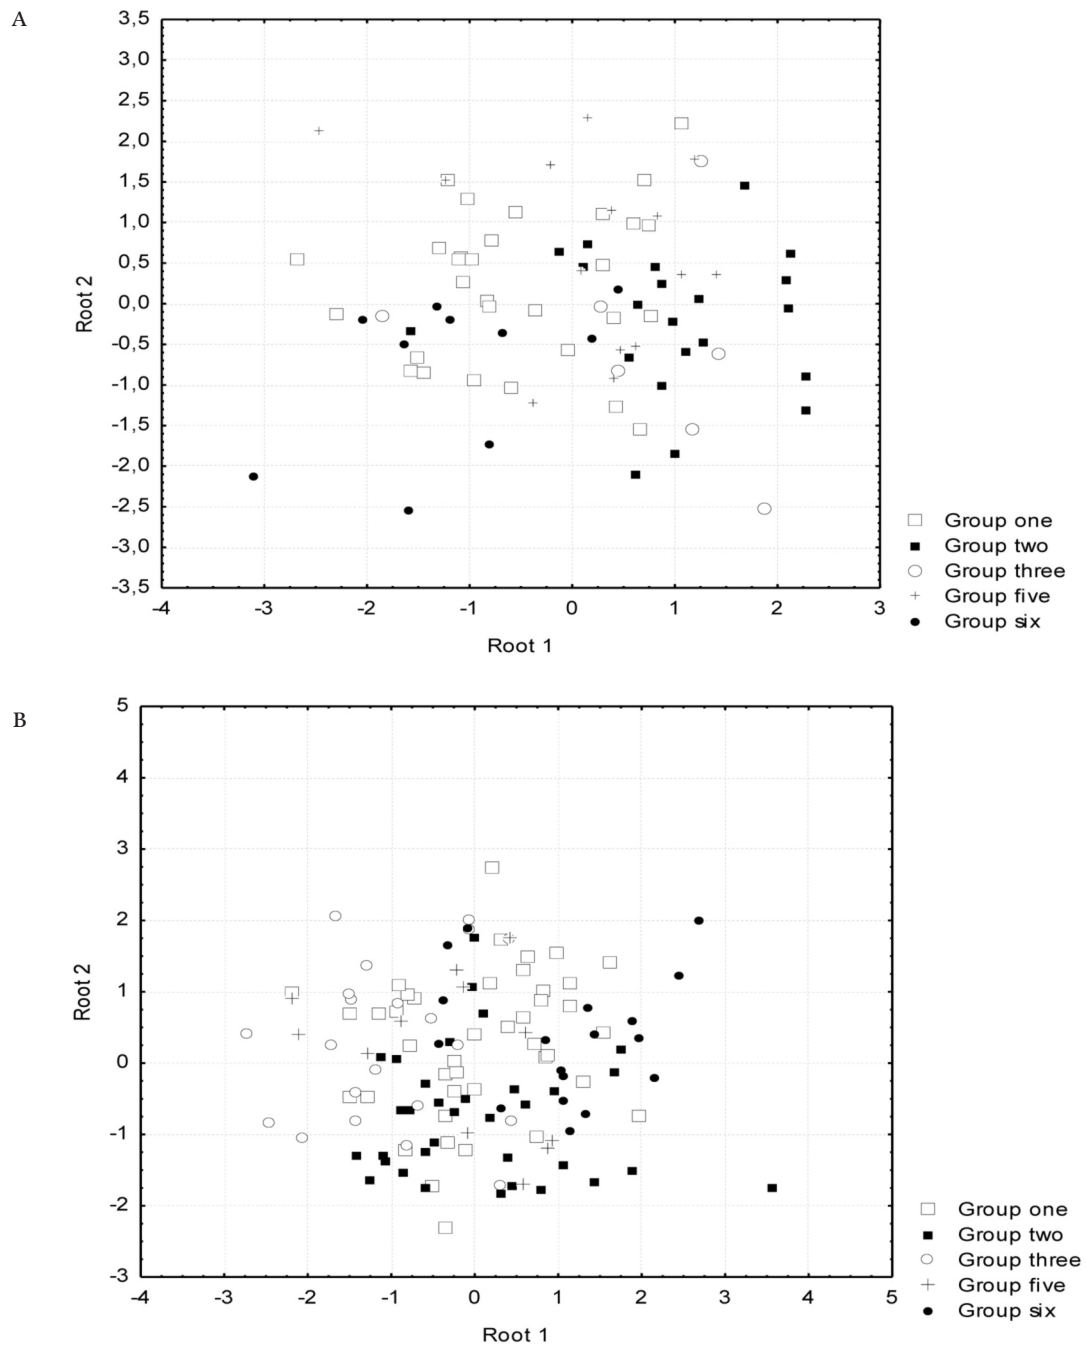 A
3,5
3,0
2,5
2,0
1,5
1,0
0,5
0,0
-0,5
-1,0
-1,5
-2,0
-2,5
-3,0
-3,5
Root 2
-4 -3 -2 -1 0 1 2 3
Root 1
Group one
Group two
Group three
Group five
Group six
B
5
4
3
2
1
0
-1
-2
-3
Root 2
-4 -3 -2 -1 0 1 2 3 4 5
Root 1
Group one
Group two
Group three
Group five
Group six